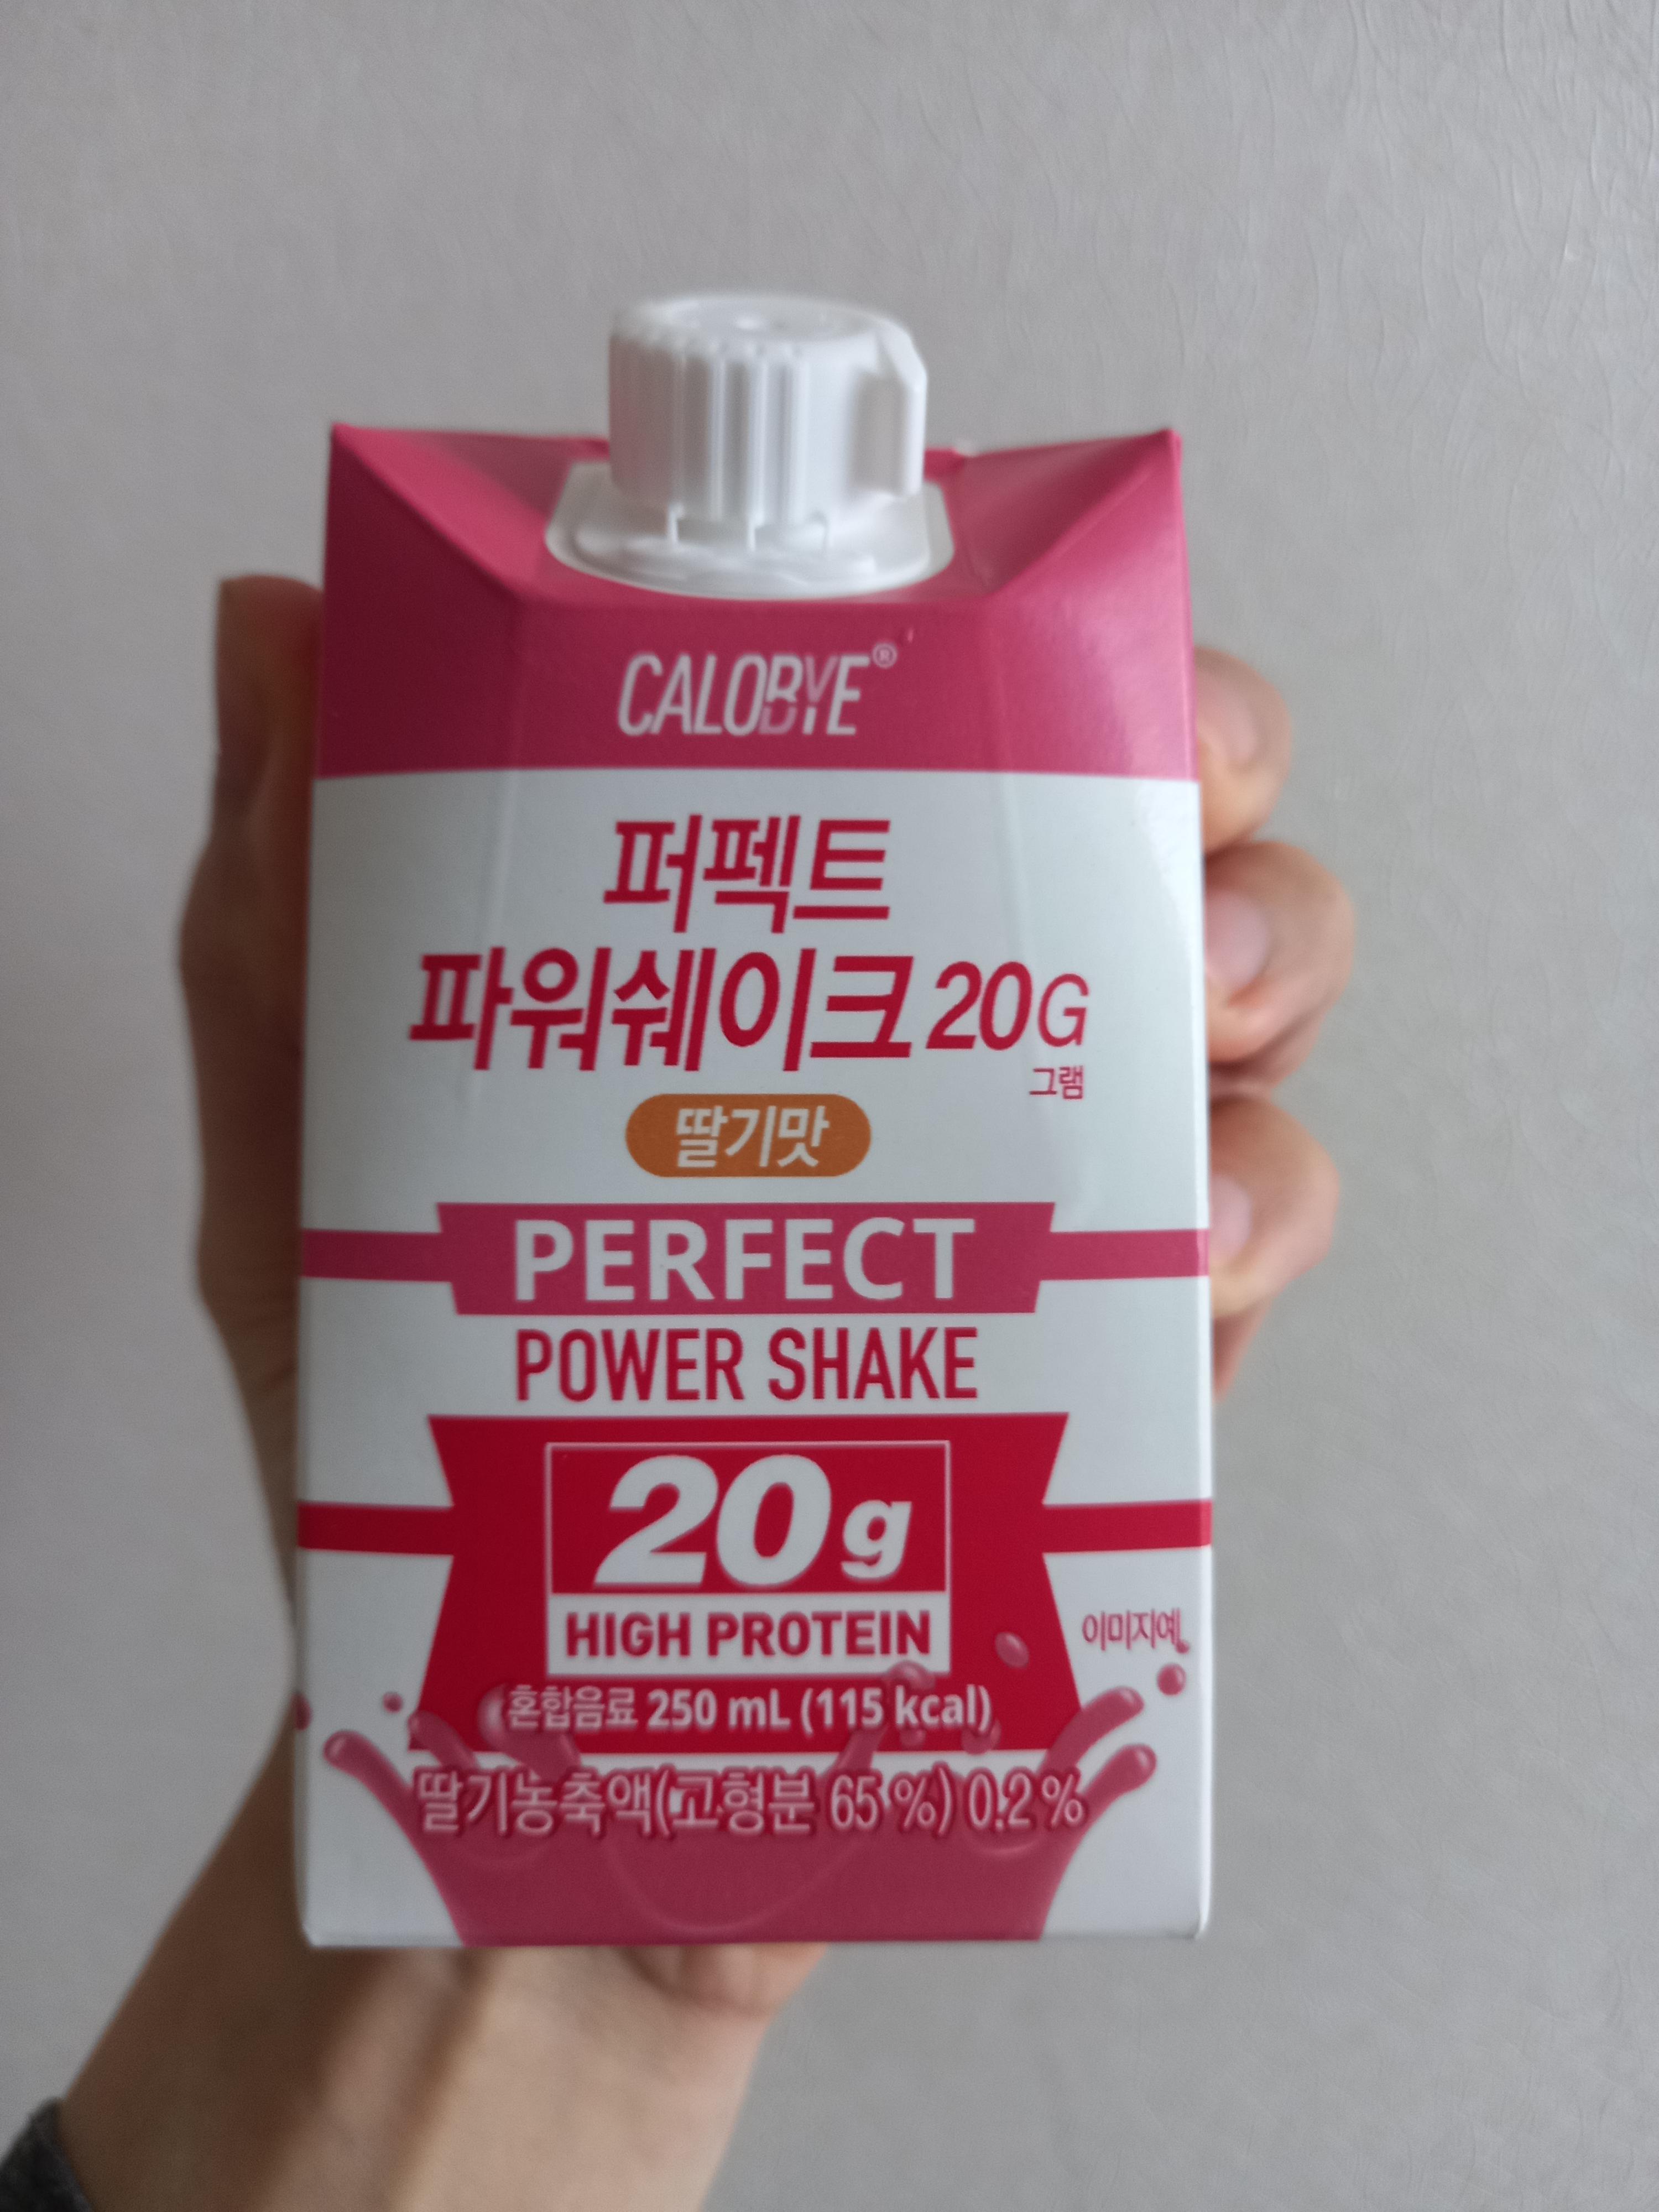 CALOBYE®
퍼펙트
파워쉐이크 20G
그램
딸기맛
PERFECT
POWER SHAKE
20g
HIGH PROTEIN
이미지예
혼합음료 250 mL (115 kcal)
딸기농축액(고형분 65 %) 0.2 %